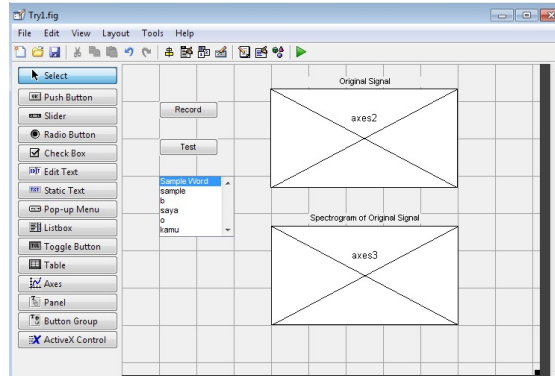 Try1.fig
File Edit View Layout Tools Help
Select
Push Button
Slider
Radio Button
Check Box
Edit Text
Static Text
Pop-up Menu
Listbox
Toggle Button
Table
Axes
Panel
Button Group
ActiveX Control
Record
Test
Sample Word
sample
b
saya
o
kamu
Original Signal
axes2
Spectrogram of Original Signal
axes3